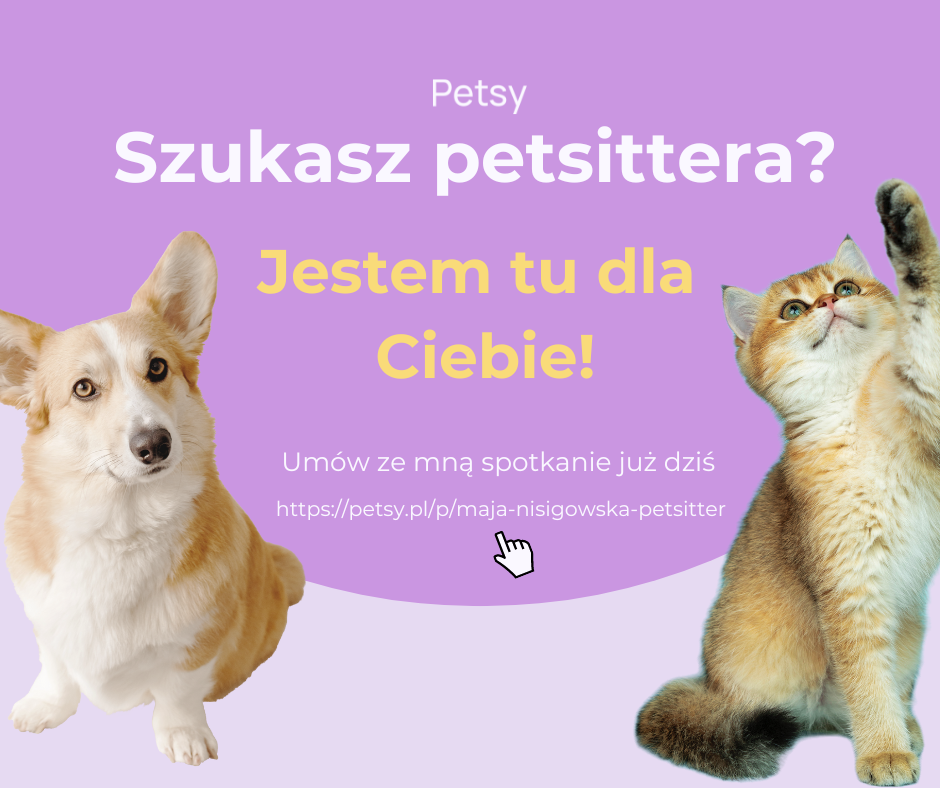 Petsy
Szukasz petsittera?
Jestem tu dla
Ciebie!
Umów ze mną spotkanie już dziś
https://petsy.pl/p/maja-nisigowska-petsitter